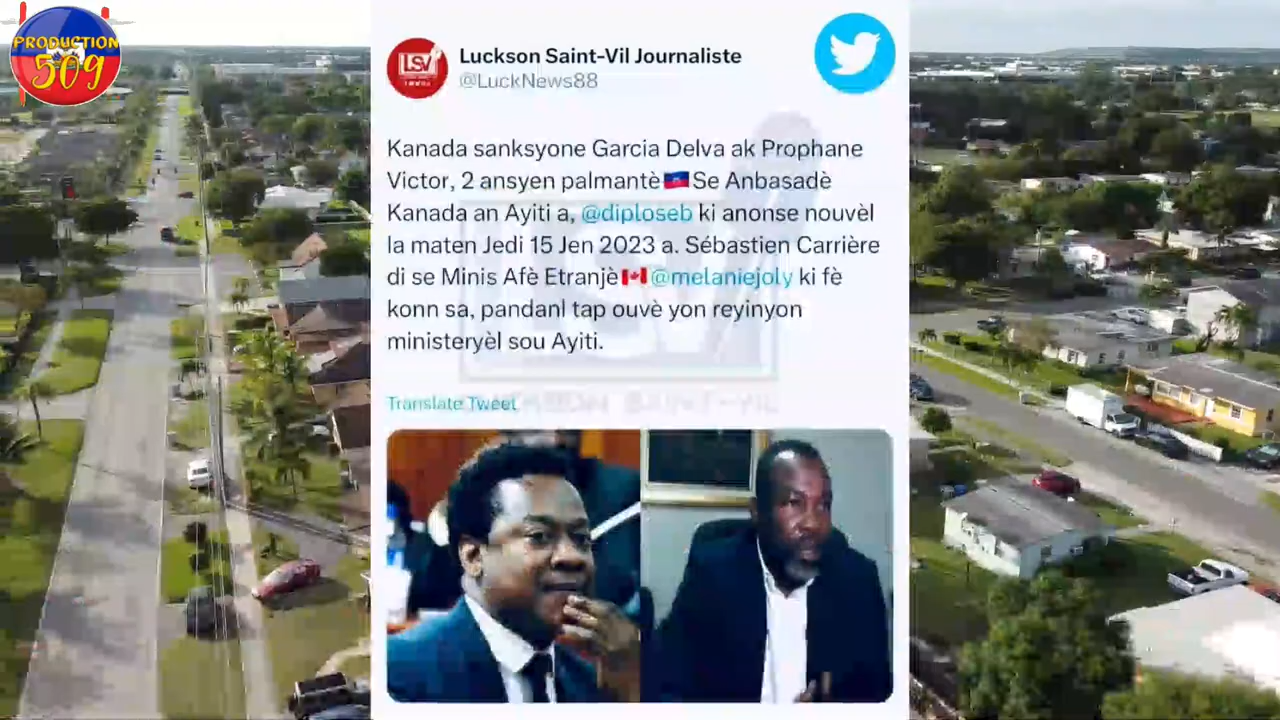 PRODUCTION
509
LSV
Luckson Saint-Vil Journaliste
@LuckNews88
Kanada sanksyone Garcia Delva ak Prophane
Victor, 2 ansyen palmantè🇭🇹Se Anbasadè
Kanada an Ayiti a, @diploseb ki anonse nouvèl
la maten Jedi 15 Jen 2023 a. Sébastien Carrière
di se Minis Afè Etranjè🇨🇦@melaniejoly ki fè
konn sa, pandanl tap ouvè yon reyinyon
ministeryèl sou Ayiti.
Translate Tweet